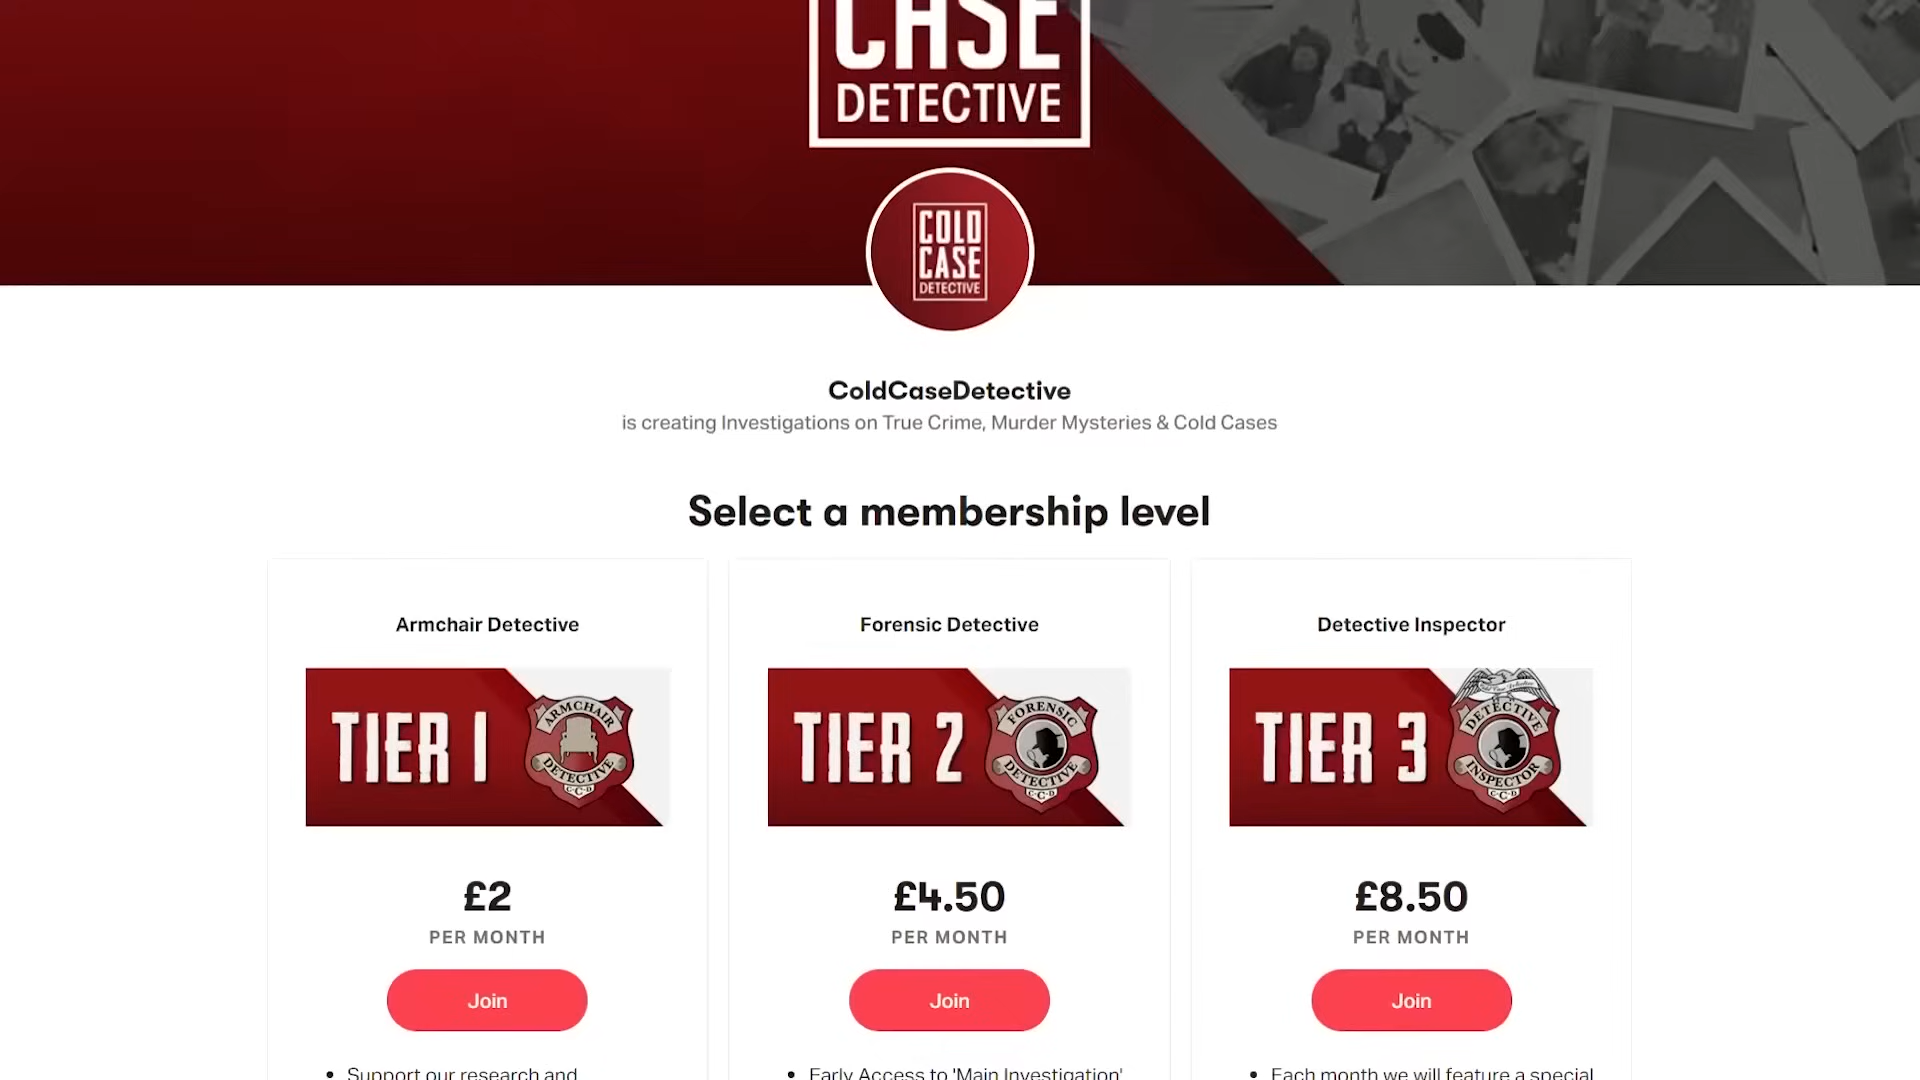 CASE
DETECTIVE
COLD
CASE
DETECTIVE
ColdCaseDetective
is creating Investigations on True Crime, Murder Mysteries & Cold Cases
Select a membership level
Armchair Detective
TIER 1
ARMCHAIR
DETECTIVE
C·C·D
£2
PER MONTH
Join
Support our research and
Forensic Detective
TIER 2
FORENSIC
DETECTIVE
C·C·D
£4.50
PER MONTH
Join
Early Access to 'Main Investigation'
Detective Inspector
TIER 3
Cold Case Detective
DETECTIVE
INSPECTOR
C·C·D
£8.50
PER MONTH
Join
Each month we will feature a special